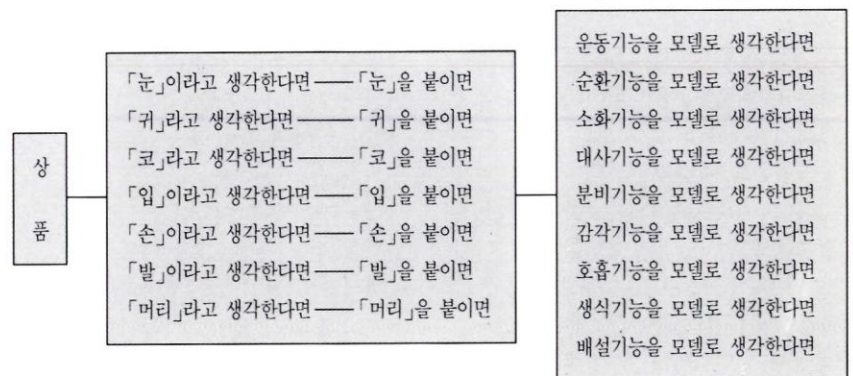 상
품
「눈」이라고 생각한다면――「눈」을 붙이면
「귀」라고 생각한다면――「귀」을 붙이면
「코」라고 생각한다면――「코」을 붙이면
「입」이라고 생각한다면――「입」을 붙이면
「손」이라고 생각한다면――「손」을 붙이면
「발」이라고 생각한다면――「발」을 붙이면
「머리」라고 생각한다면――「머리」을 붙이면
운동기능을 모델로 생각한다면
순환기능을 모델로 생각한다면
소화기능을 모델로 생각한다면
대사기능을 모델로 생각한다면
분비기능을 모델로 생각한다면
감각기능을 모델로 생각한다면
호흡기능을 모델로 생각한다면
생식기능을 모델로 생각한다면
배설기능을 모델로 생각한다면